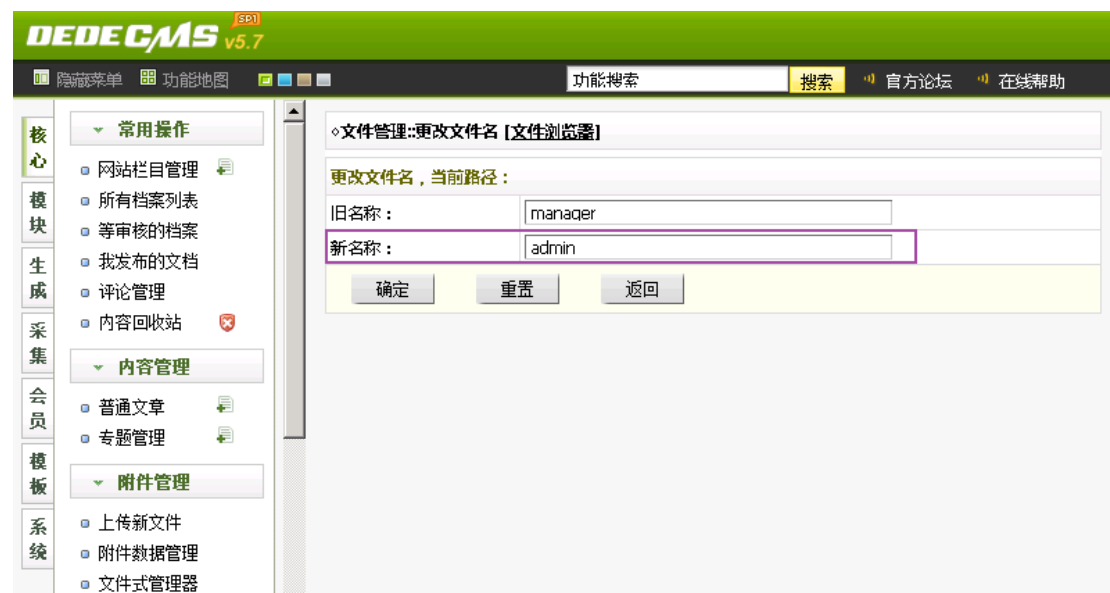 DEDECMS v5.7 SP1
隐藏菜单 功能地图 功能搜索 搜索 官方论坛 在线帮助
核心
模块
生成
采集
会员
模板
系统
常用操作
网站栏目管理
所有档案列表
等审核的档案
我发布的文档
评论管理
内容回收站
内容管理
普通文章
专题管理
附件管理
上传新文件
附件数据管理
文件式管理器
◇文件管理::更改文件名 [文件浏览器]
更改文件名，当前路径：
旧名称： manager
新名称： admin
确定 重置 返回